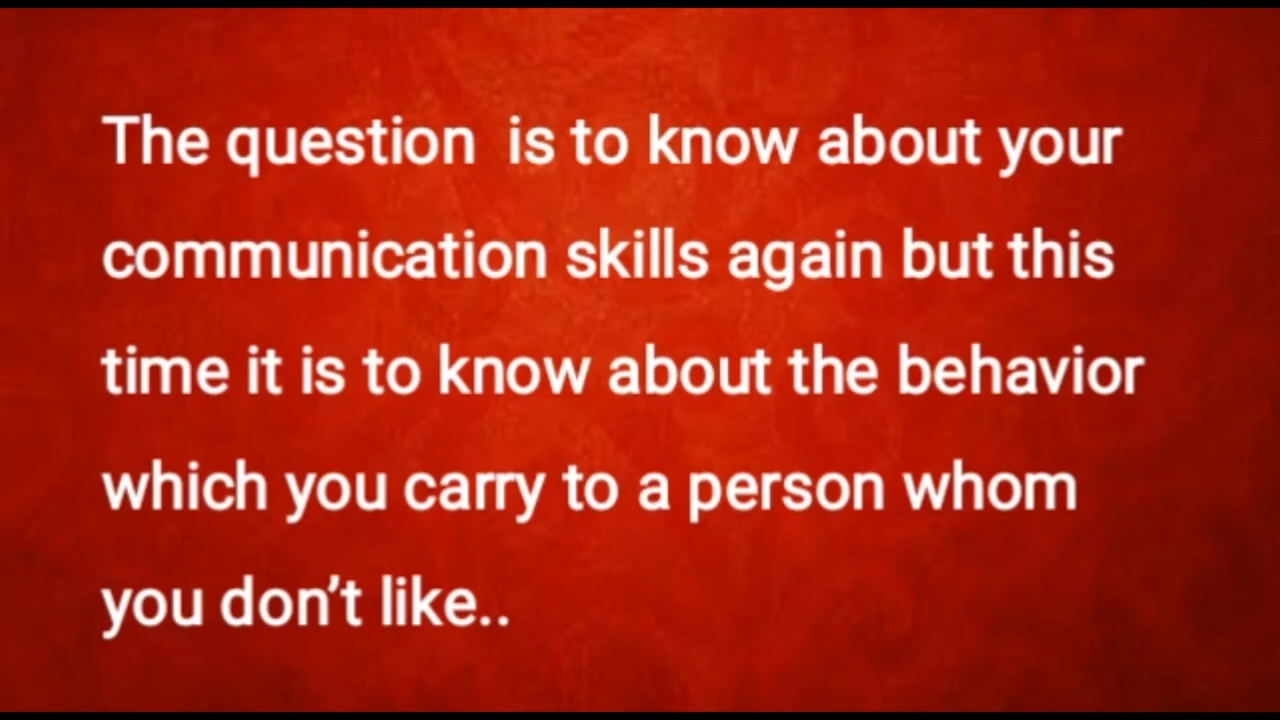 The question is to know about your
communication skills again but this
time it is to know about the behavior
which you carry to a person whom
you don’t like..